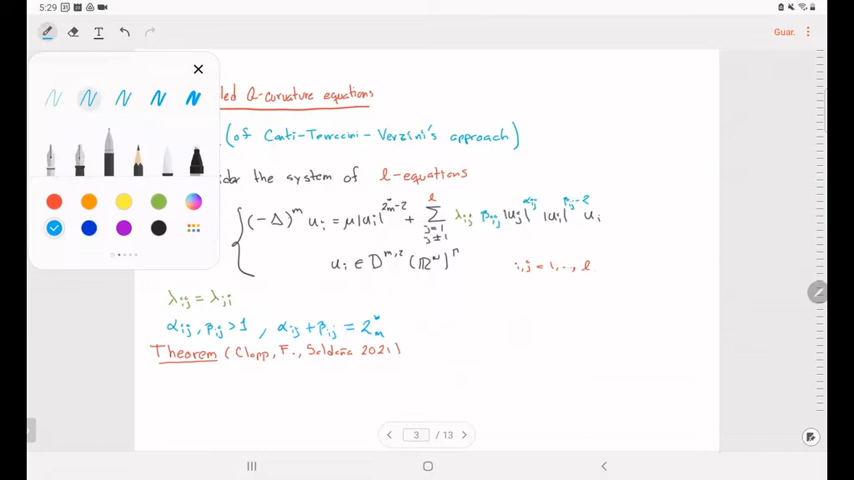 5:29
Guar.
led Q-curvature equations
(of Conti-Terracini-Verzini's approach)
the system of l-equations
(-Δ)^m u_i = μ|u_i|^{2*_m-2} + Σ_{j=1, j≠i}^{l} λ_ij β_ij |u_j|^{α_ij} |u_i|^{β_ij-2} u_i
u_i ∈ D^{m,2}(ℝ^N)^n
i,j = 1,..., l
λ_ij = λ_ji
α_ij, β_ij > 1, α_ij + β_ij = 2*_m
Theorem (Clapp, F., Saldaña 2021)
3 / 13